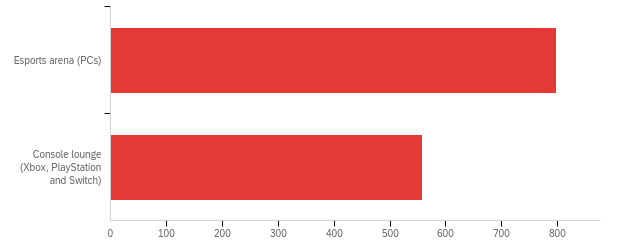 Esports arena (PCs)
Console lounge
(Xbox, PlayStation
and Switch)
0 100 200 300 400 500 600 700 800